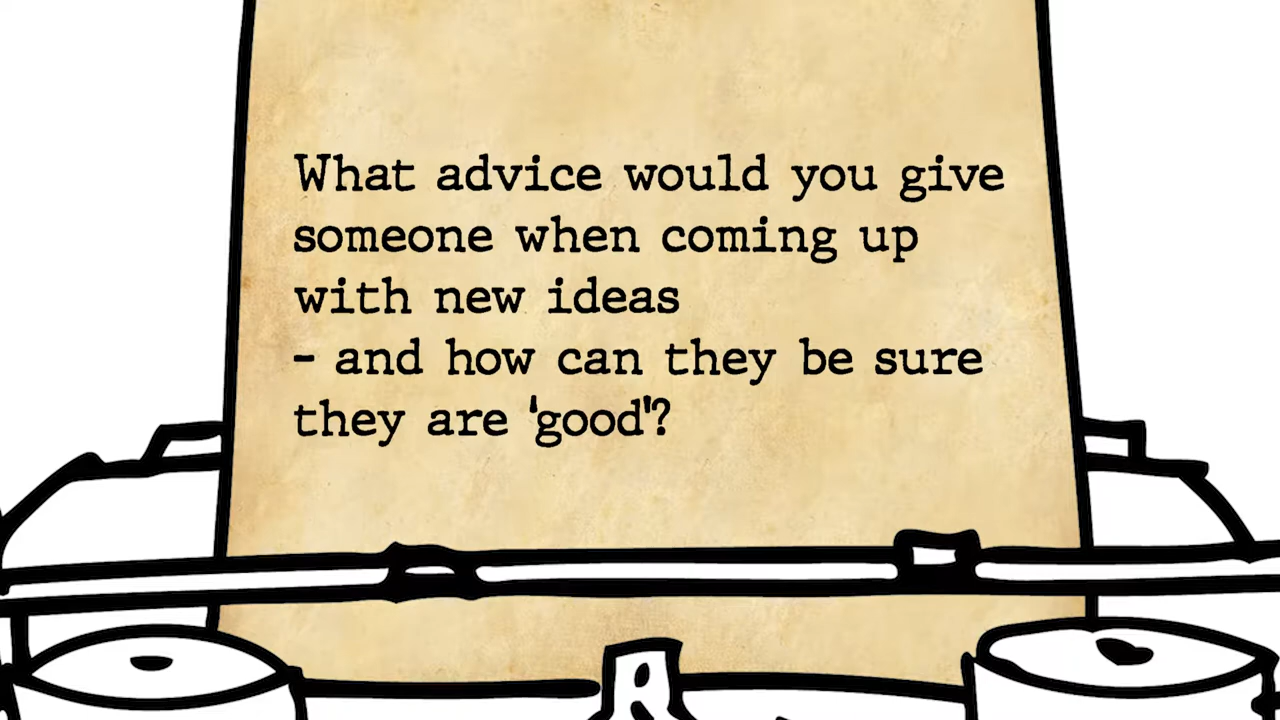 What advice would you give
someone when coming up
with new ideas
- and how can they be sure
they are 'good'?